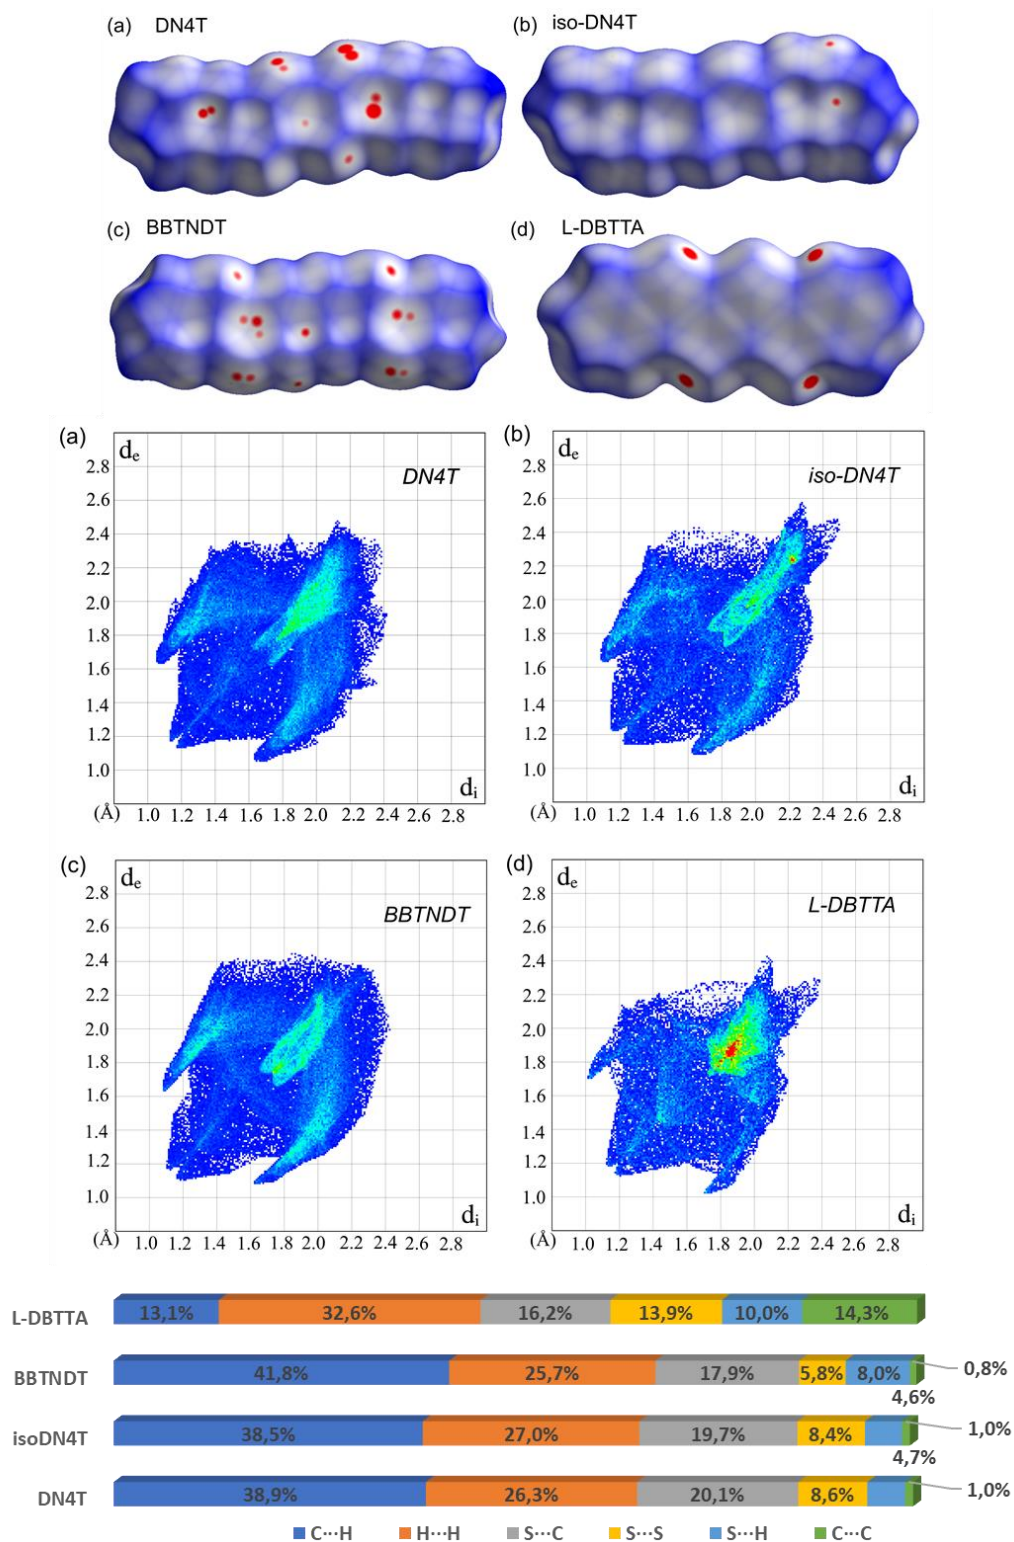 (a) DN4T
(b) iso-DN4T
(c) BBTNDT
(d) L-DBTTA
(a)
de
DN4T
2.8
2.6
2.4
2.2
2.0
1.8
1.6
1.4
1.2
1.0
di
(Å) 1.0 1.2 1.4 1.6 1.8 2.0 2.2 2.4 2.6 2.8
(b)
de
iso-DN4T
2.8
2.6
2.4
2.2
2.0
1.8
1.6
1.4
1.2
1.0
di
(Å) 1.0 1.2 1.4 1.6 1.8 2.0 2.2 2.4 2.6 2.8
(c)
de
BBTNDT
2.8
2.6
2.4
2.2
2.0
1.8
1.6
1.4
1.2
1.0
di
(Å) 1.0 1.2 1.4 1.6 1.8 2.0 2.2 2.4 2.6 2.8
(d)
de
L-DBTTA
2.8
2.6
2.4
2.2
2.0
1.8
1.6
1.4
1.2
1.0
di
(Å) 1.0 1.2 1.4 1.6 1.8 2.0 2.2 2.4 2.6 2.8
L-DBTTA 13,1% 32,6% 16,2% 13,9% 10,0% 14,3%
BBTNDT 41,8% 25,7% 17,9% 5,8% 8,0% 0,8%
4,6%
isoDN4T 38,5% 27,0% 19,7% 8,4% 1,0%
4,7%
DN4T 38,9% 26,3% 20,1% 8,6% 1,0%
C···H H···H S···C S···S S···H C···C